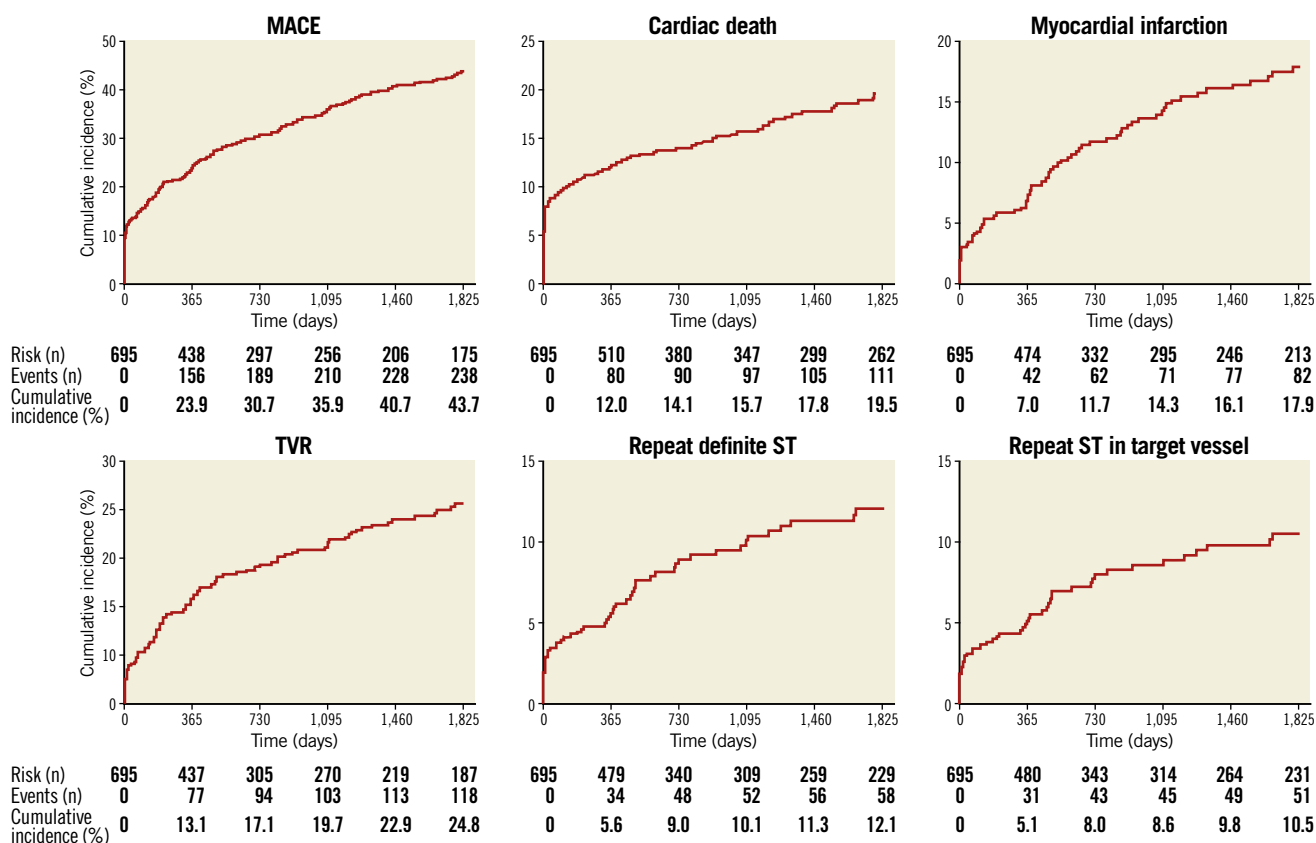 MACE
Cumulative incidence (%)
50
40
30
20
10
0
0 365 730 1,095 1,460 1,825
Time (days)
Cardiac death
25
20
15
10
5
0
0 365 730 1,095 1,460 1,825
Time (days)
Myocardial infarction
20
15
10
5
0
0 365 730 1,095 1,460 1,825
Time (days)
Risk (n) 695 438 297 256 206 175 695 510 380 347 299 262 695 474 332 295 246 213
Events (n) 0 156 189 210 228 238 0 80 90 97 105 111 0 42 62 71 77 82
Cumulative
incidence (%) 0 23.9 30.7 35.9 40.7 43.7 0 12.0 14.1 15.7 17.8 19.5 0 7.0 11.7 14.3 16.1 17.9
TVR
Cumulative incidence (%)
30
25
20
15
10
0
0 365 730 1,095 1,460 1,825
Time (days)
Repeat definite ST
15
10
5
0
0 365 730 1,095 1,460 1,825
Time (days)
Repeat ST in target vessel
15
10
5
0
0 365 730 1,095 1,460 1,825
Time (days)
Risk (n) 695 437 305 270 219 187 695 479 340 309 259 229 695 480 343 314 264 231
Events (n) 0 77 94 103 113 118 0 34 48 52 56 58 0 31 43 45 49 51
Cumulative
incidence (%) 0 13.1 17.1 19.7 22.9 24.8 0 5.6 9.0 10.1 11.3 12.1 0 5.1 8.0 8.6 9.8 10.5